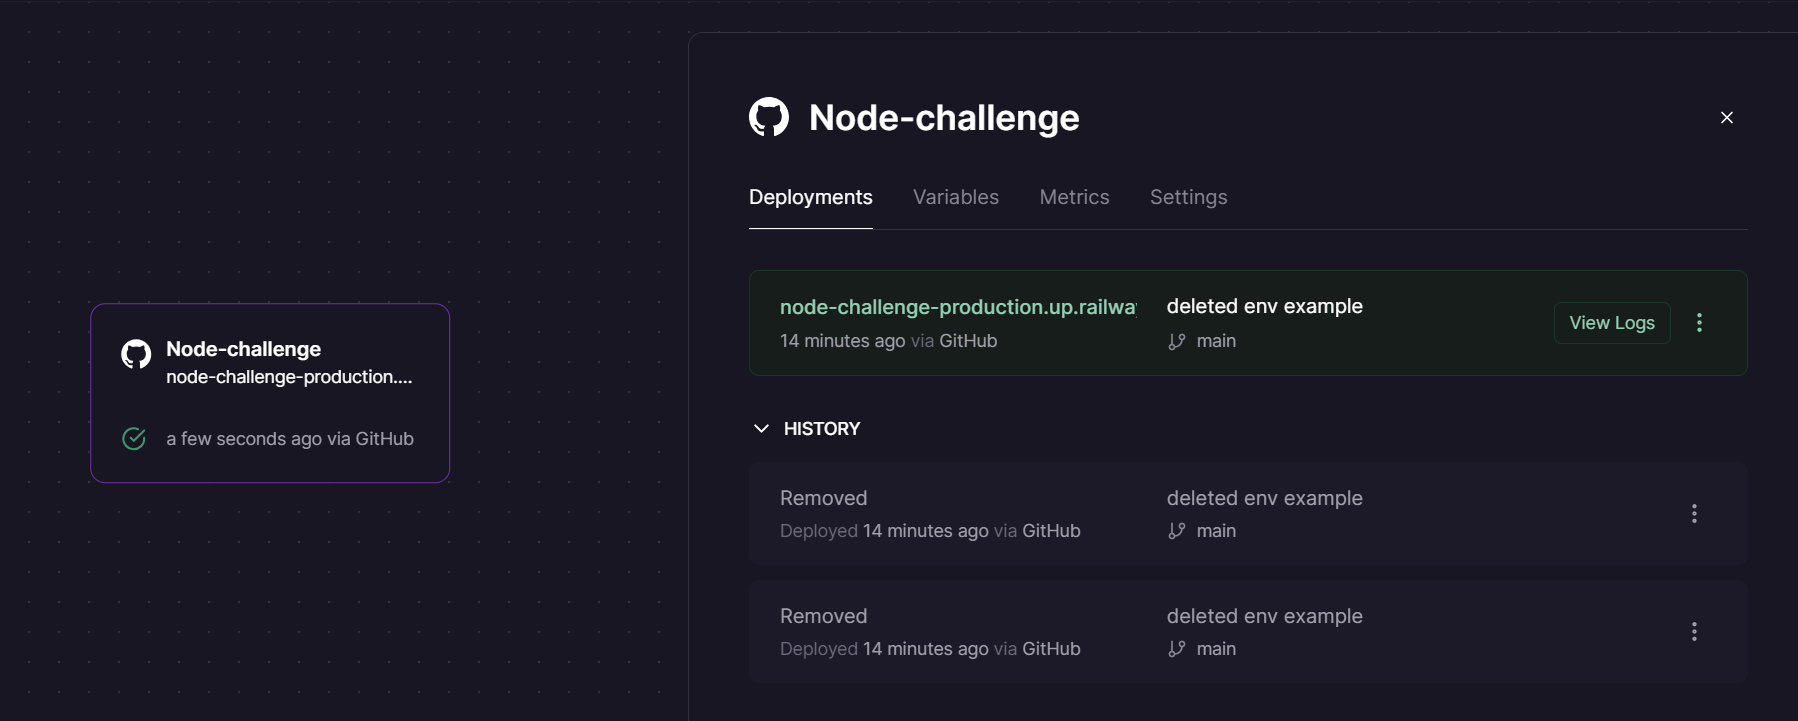 Node-challenge
node-challenge-production....
a few seconds ago via GitHub
Node-challenge
Deployments Variables Metrics Settings
node-challenge-production.up.railway
deleted env example
14 minutes ago via GitHub
main
View Logs
HISTORY
Removed
deleted env example
Deployed 14 minutes ago via GitHub
main
Removed
deleted env example
Deployed 14 minutes ago via GitHub
main